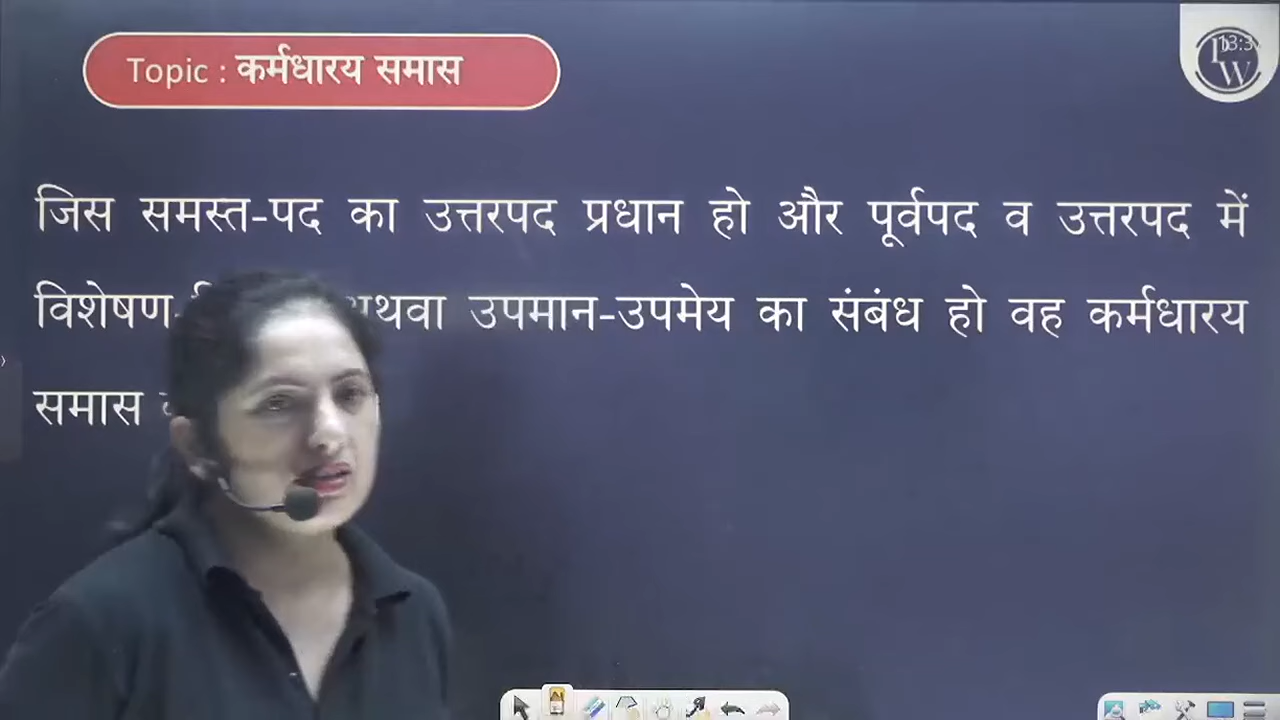 Topic : कर्मधारय समास
जिस समस्त-पद का उत्तरपद प्रधान हो और पूर्वपद व उत्तरपद में
विशेषण- अथवा उपमान-उपमेय का संबंध हो वह कर्मधारय
समास
PW